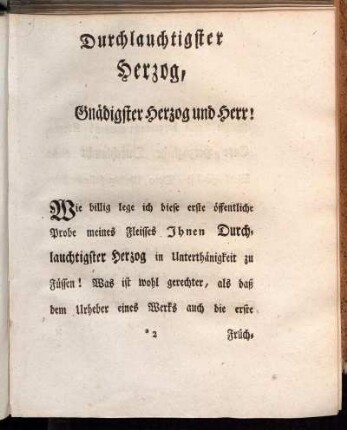 Durchlauchtigster
Herzog,
Gnädigster Herzog und Herr!
Wie billig lege ich diese erste öffentliche
Probe meines Fleisses Ihnen Durch-
lauchtigster Herzog in Unterthänigkeit zu
Füssen! Was ist wohl gerechter, als daß
dem Urheber eines Werks auch die erste
* 2 Früch-